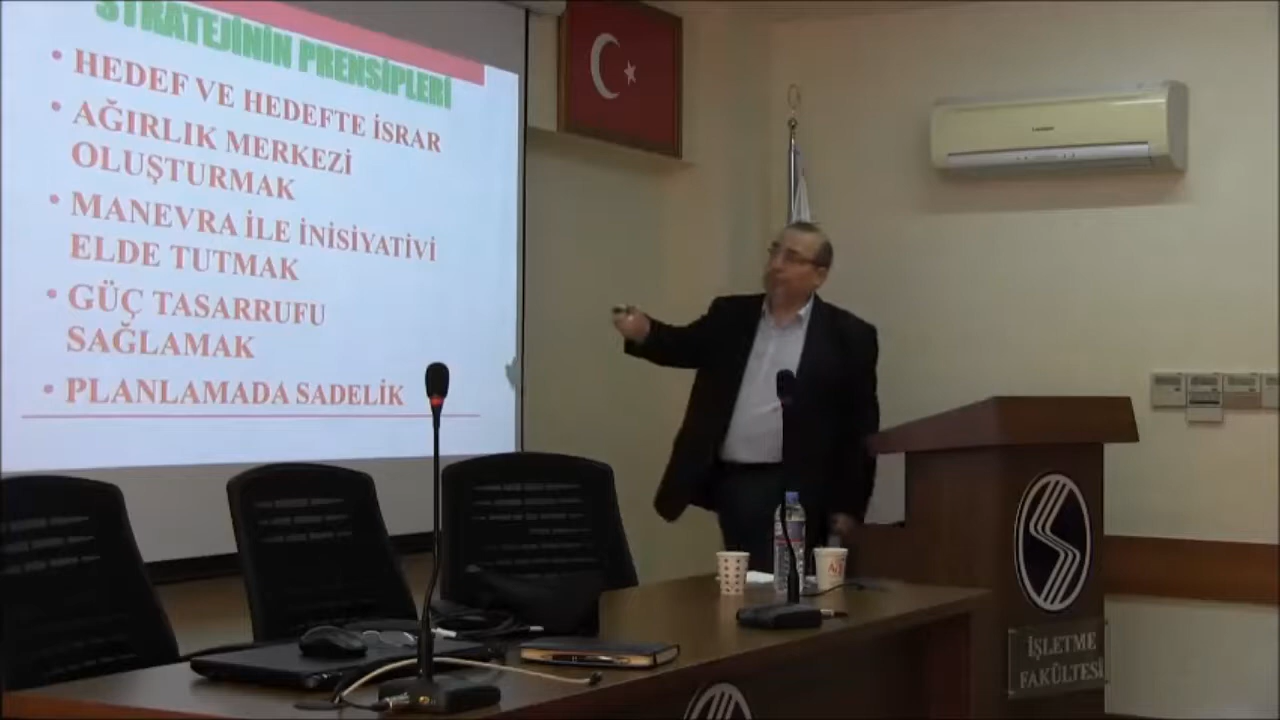 STRATEJİNİN PRENSİPLERİ
• HEDEF VE HEDEFTE İSRAR
• AĞIRLIK MERKEZİ
OLUŞTURMAK
• MANEVRA İLE İNİSİYATİVİ
ELDE TUTMAK
• GÜÇ TASARRUFU
SAĞLAMAK
• PLANLAMADA SADELİK
İŞLETME
FAKÜLTESİ